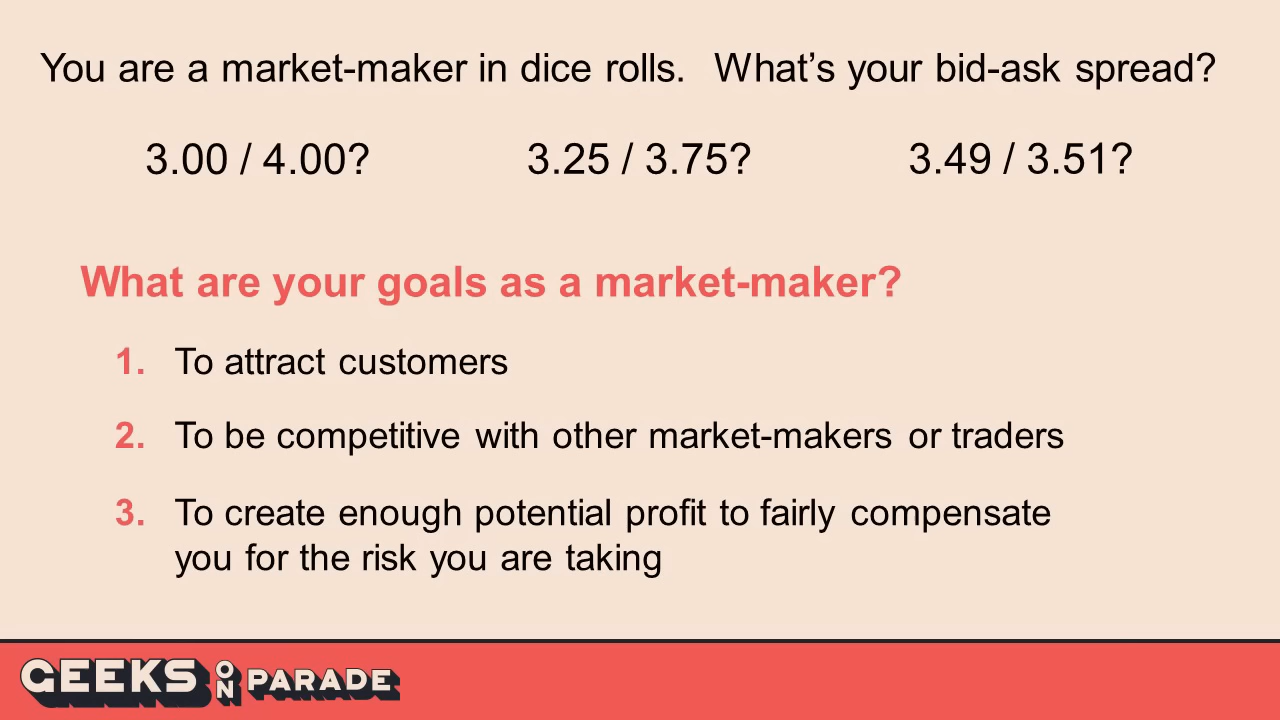 You are a market-maker in dice rolls. What's your bid-ask spread?
3.00 / 4.00? 3.25 / 3.75? 3.49 / 3.51?
What are your goals as a market-maker?
1. To attract customers
2. To be competitive with other market-makers or traders
3. To create enough potential profit to fairly compensate
you for the risk you are taking
GEEKS ON PARADE